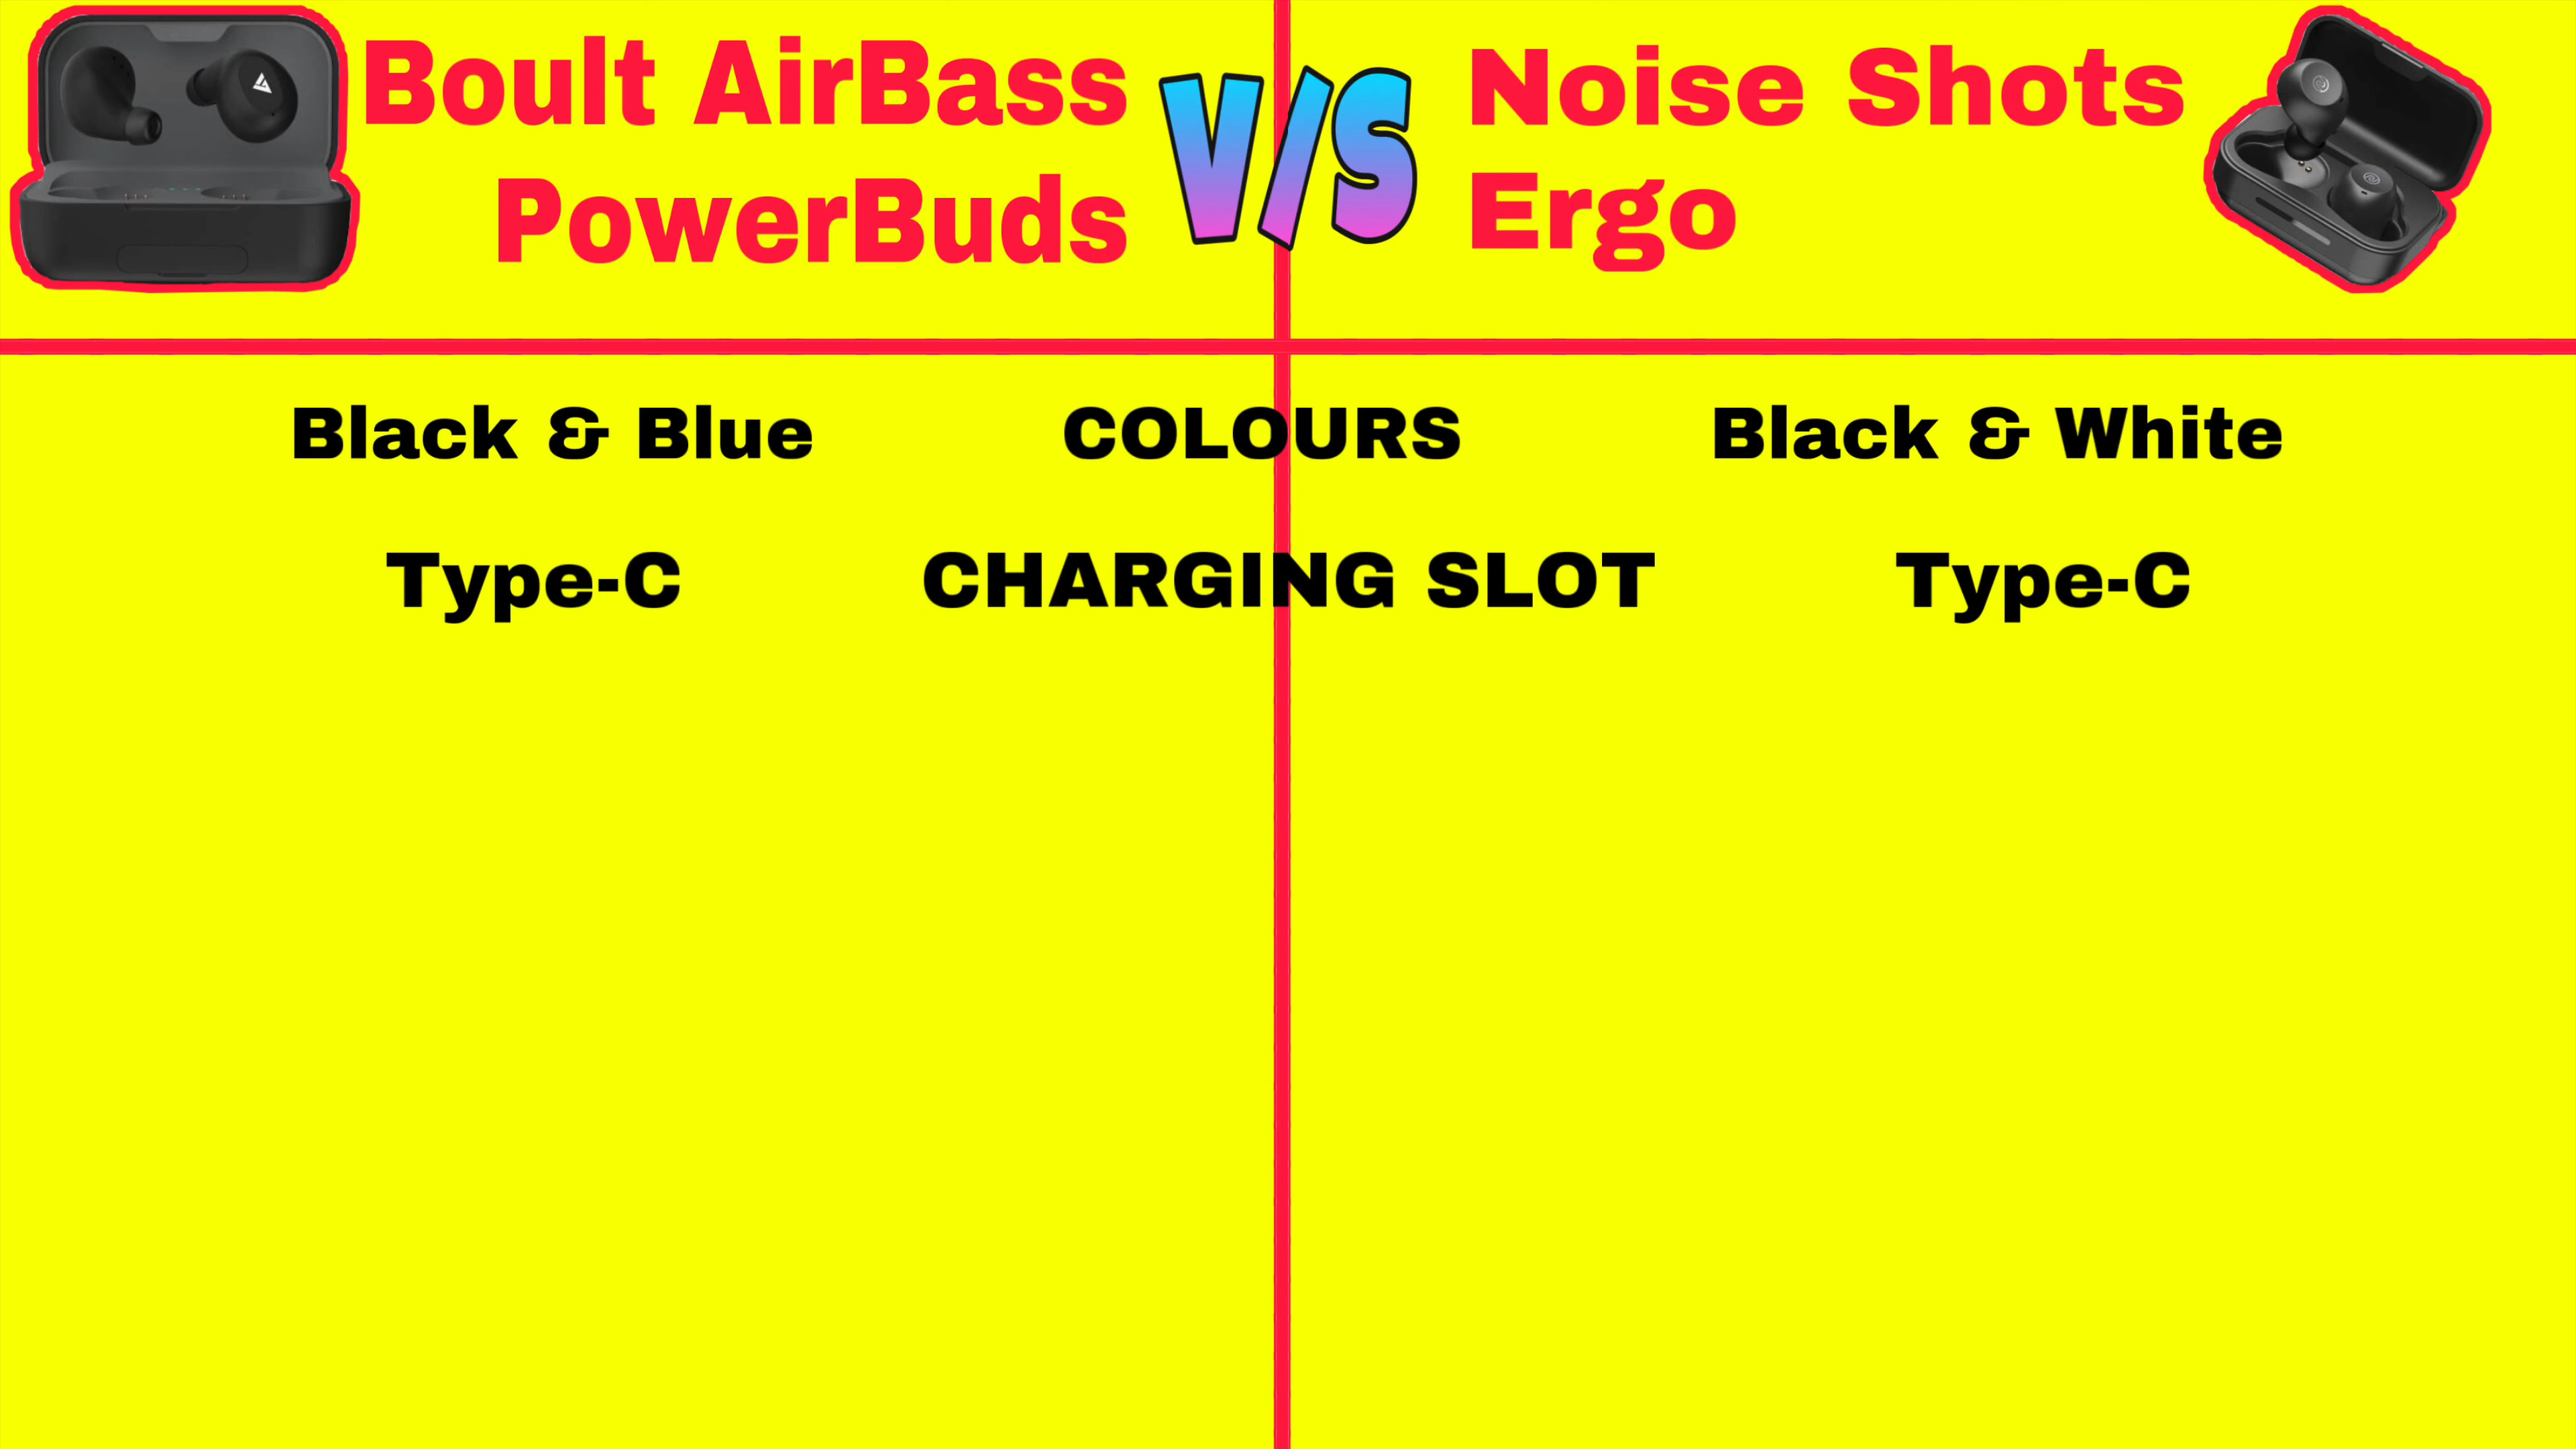 Boult AirBass
PowerBuds
V/S
Noise Shots
Ergo
Black & Blue
COLOURS
Black & White
Type-C
CHARGING SLOT
Type-C